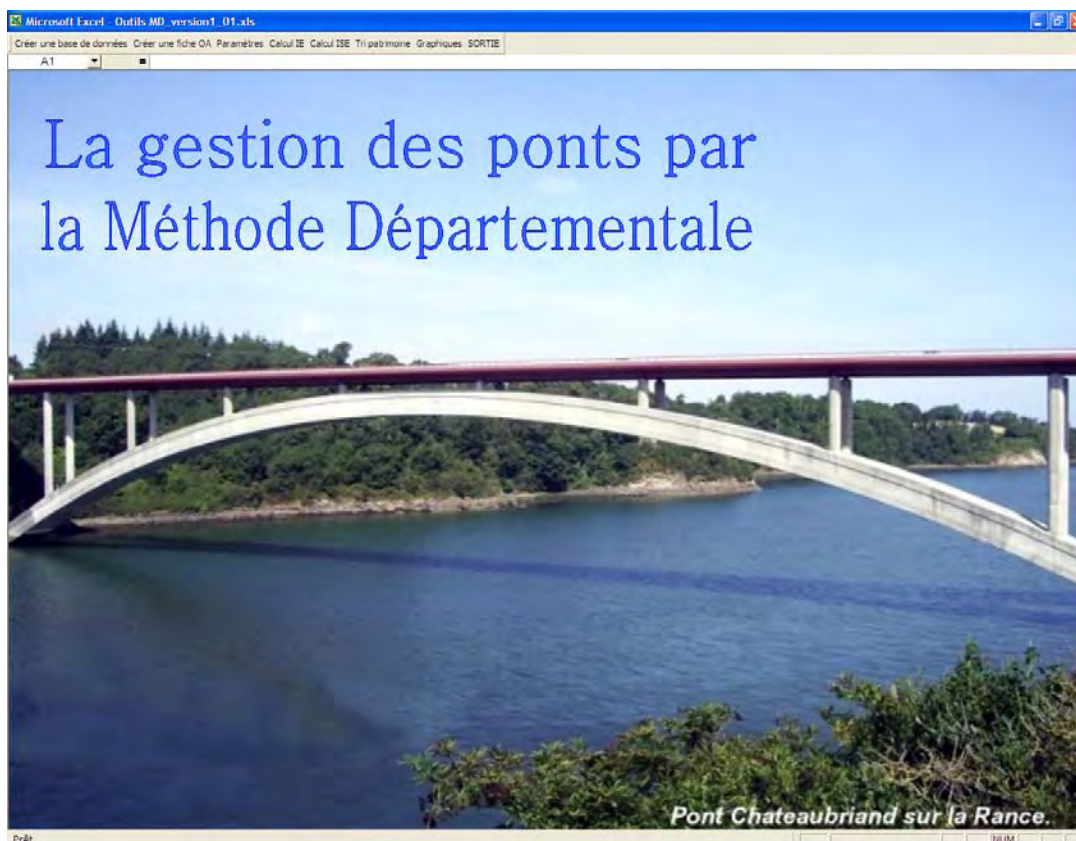 Microsoft Excel - Outils MD_version1_01.xls
Créer une base de données Créer une fiche OA Paramètres Calcul IE Calcul ISE Tri patrimoine Graphiques SORTIE
A1 =
La gestion des ponts par
la Méthode Départementale
Pont Chateaubriand sur la Rance.
Prêt NUM